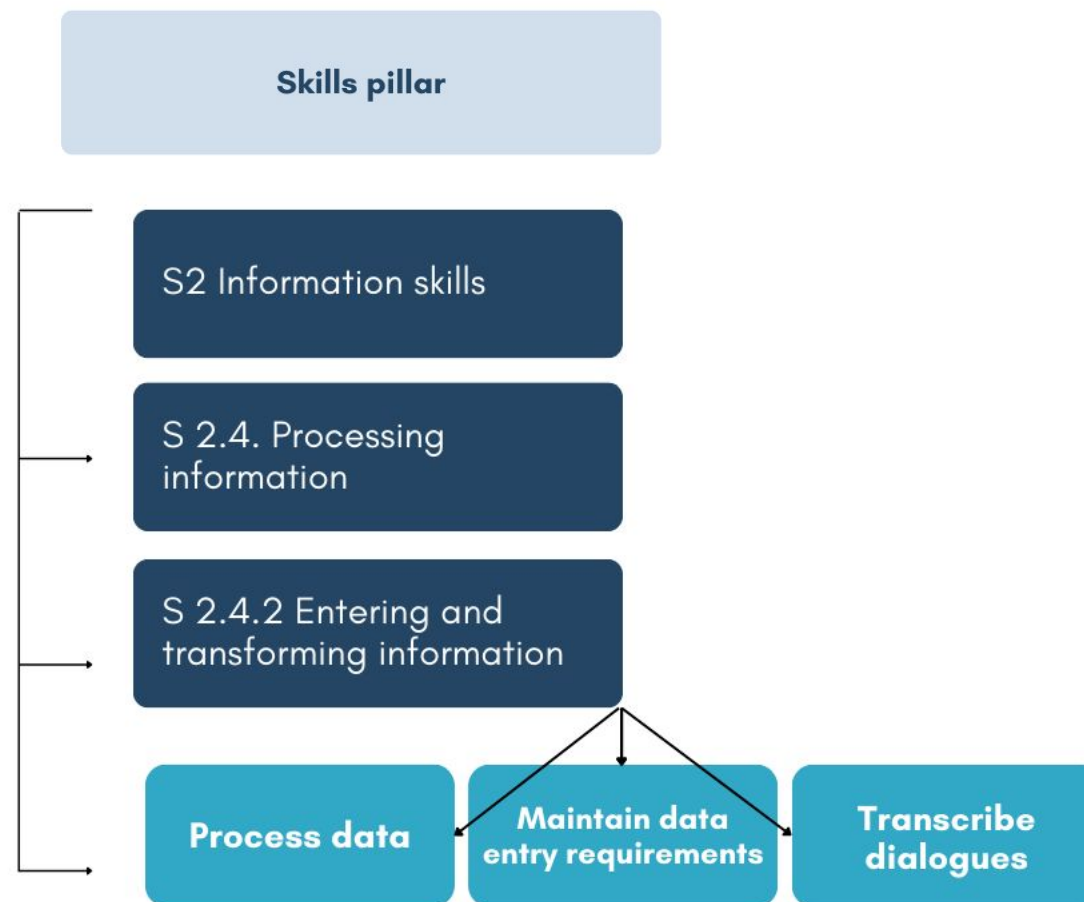 Skills pillar
S2 Information skills
S 2.4. Processing
information
S 2.4.2 Entering and
transforming information
Process data
Maintain data
entry requirements
Transcribe
dialogues